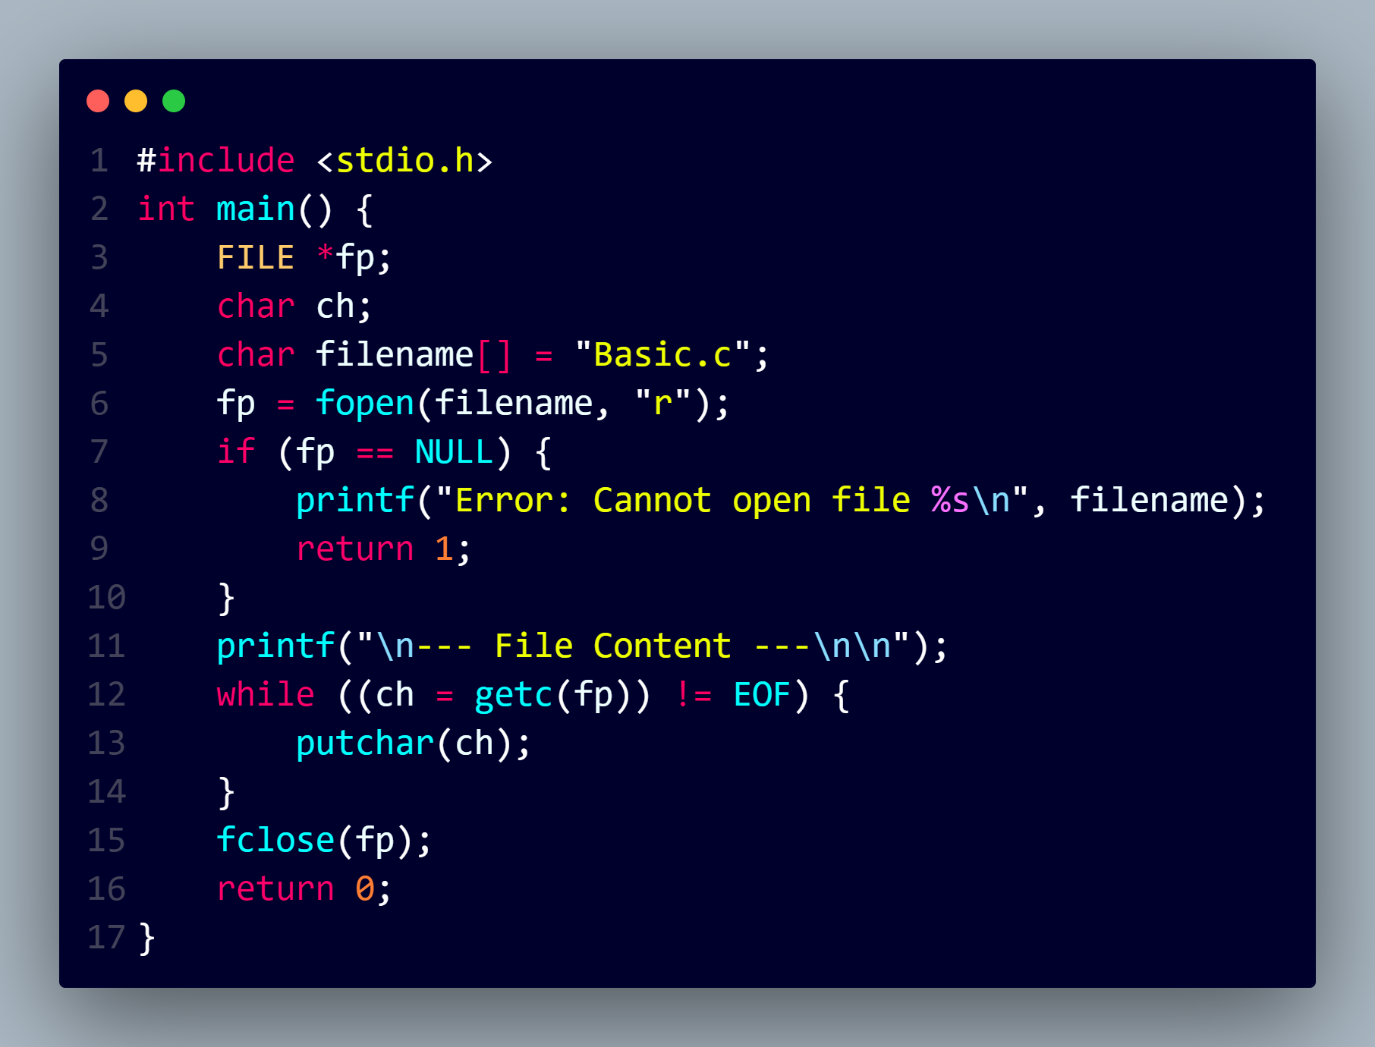 1 #include <stdio.h>
2 int main() {
3     FILE *fp;
4     char ch;
5     char filename[] = "Basic.c";
6     fp = fopen(filename, "r");
7     if (fp == NULL) {
8         printf("Error: Cannot open file %s\n", filename);
9         return 1;
10     }
11     printf("\n--- File Content ---\n\n");
12     while ((ch = getc(fp)) != EOF) {
13         putchar(ch);
14     }
15     fclose(fp);
16     return 0;
17 }